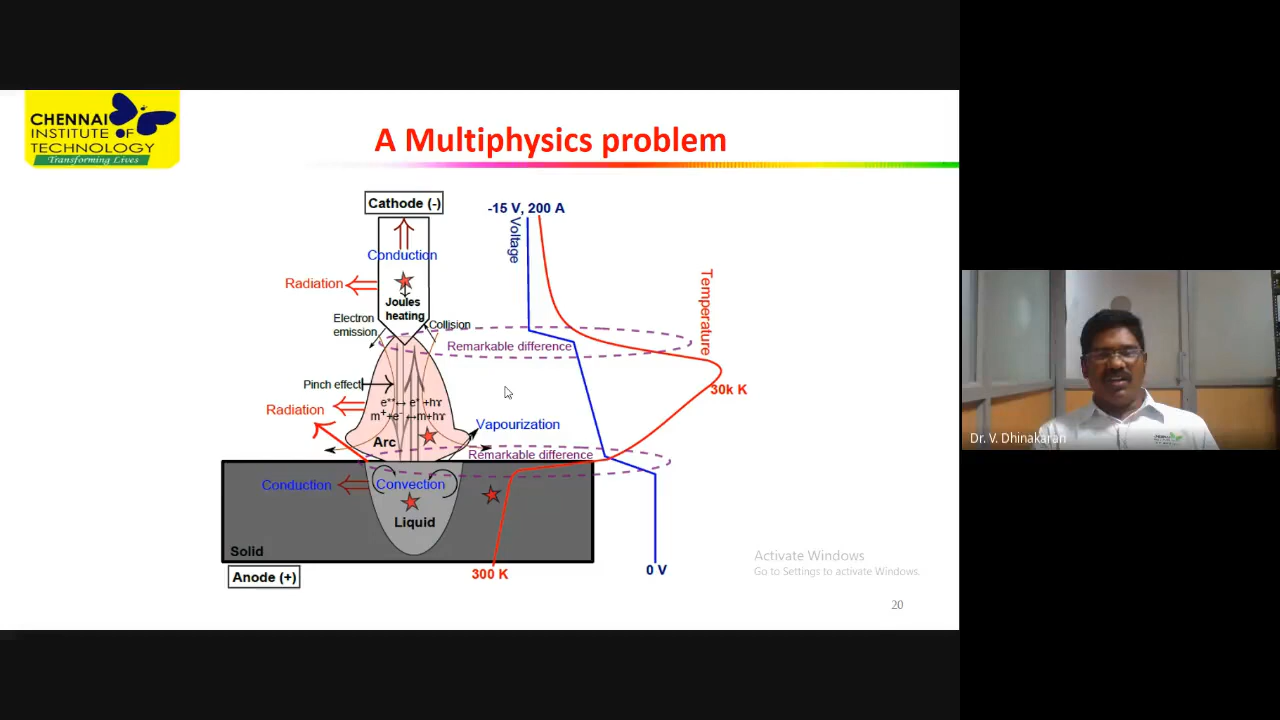 CHENNAI
INSTITUTE OF
TECHNOLOGY
Transforming Lives
A Multiphysics problem
Cathode (-)
-15 V, 200 A
Voltage
Conduction
Radiation
Temperature
Joules
heating
Electron
emission
Collision
Remarkable difference
Pinch effect
30k K
Radiation
Vapourization
Arc
Remarkable difference
Conduction
Convection
Liquid
Solid
Anode (+)
300 K
0 V
Activate Windows
Go to Settings to activate Windows.
20
Dr. V. Dhinakaran